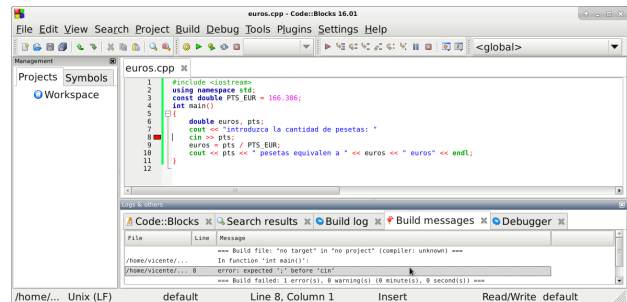 euros.cpp - Code::Blocks 16.01
File Edit View Search Project Build Debug Tools Plugins Settings Help
<global>
Management
Projects Symbols
Workspace
euros.cpp
1 #include <iostream>
2 using namespace std;
3 const double PTS_EUR = 166.386;
4 int main()
5 {
6 double euros, pts;
7 cout << "introduzca la cantidad de pesetas: "
8 cin >> pts;
9 euros = pts / PTS_EUR;
10 cout << pts << " pesetas equivalen a " << euros << " euros" << endl;
11 }
12
Logs & others
Code::Blocks Search results Build log Build messages Debugger
File Line Message
=== Build file: "no target" in "no project" (compiler: unknown) ===
/home/vicente/... In function 'int main()':
/home/vicente/... 8 error: expected ';' before 'cin'
=== Build failed: 1 error(s), 0 warning(s) (0 minute(s), 0 second(s)) ===
/home/... Unix (LF) default Line 8, Column 1 Insert Read/Write default